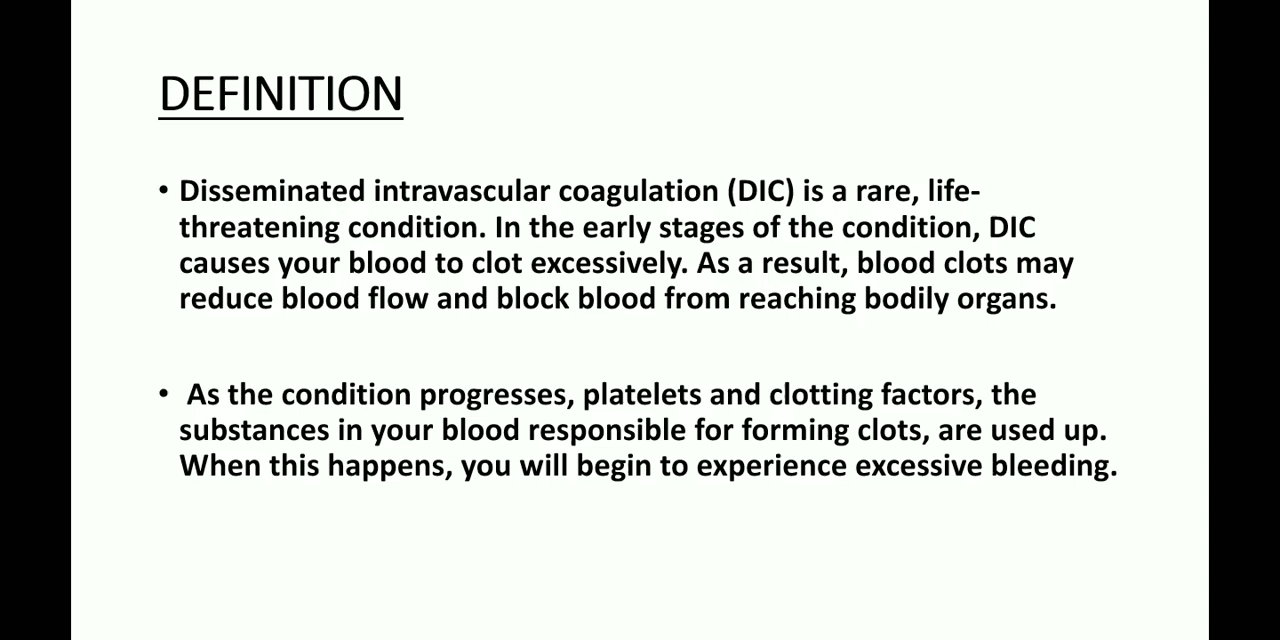 DEFINITION
• Disseminated intravascular coagulation (DIC) is a rare, life-
threatening condition. In the early stages of the condition, DIC
causes your blood to clot excessively. As a result, blood clots may
reduce blood flow and block blood from reaching bodily organs.
• As the condition progresses, platelets and clotting factors, the
substances in your blood responsible for forming clots, are used up.
When this happens, you will begin to experience excessive bleeding.